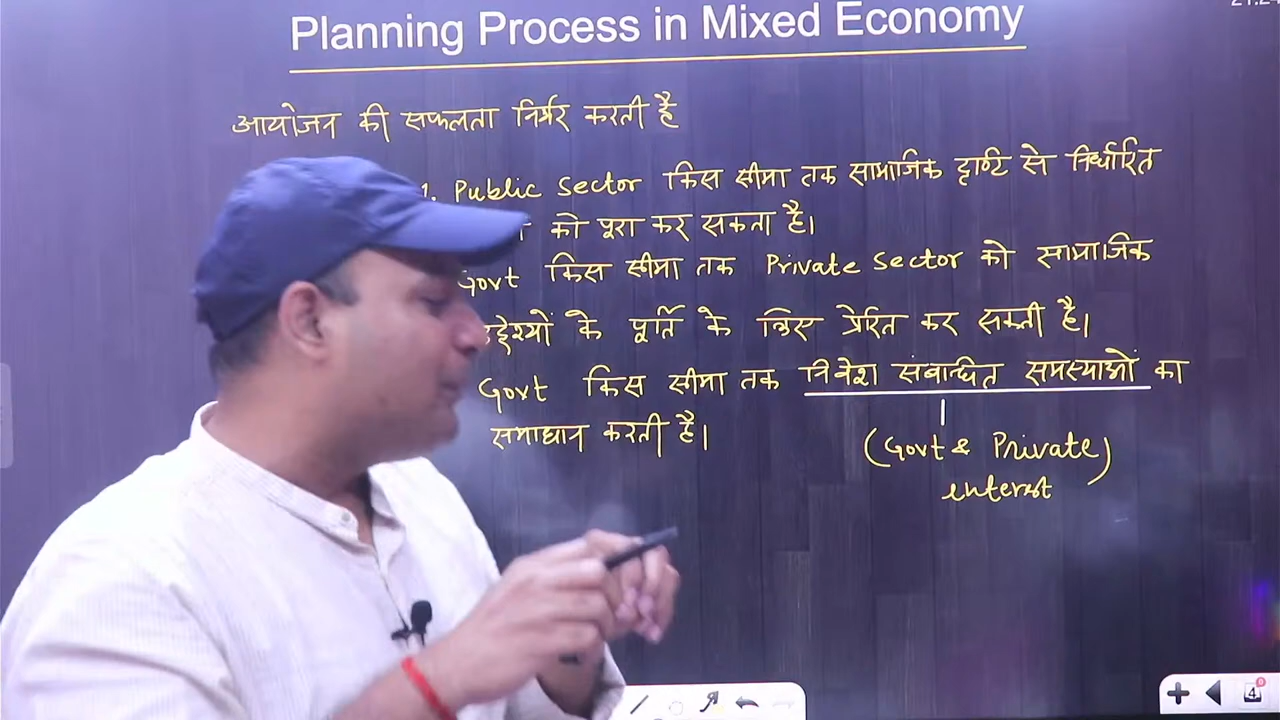 Planning Process in Mixed Economy
आयोजन की सफलता निर्भर करती है
1. Public Sector किस सीमा तक सामाजिक दृष्टि से निर्धारित
को पूरा कर सकता है।
Govt किस सीमा तक Private Sector को सामाजिक
उद्देश्यों के पूर्ति के लिए प्रेरित कर सकती है।
Govt किस सीमा तक निवेश संबन्धित समस्याओं का
समाधान करती है।
(Govt & Private)
interest
4